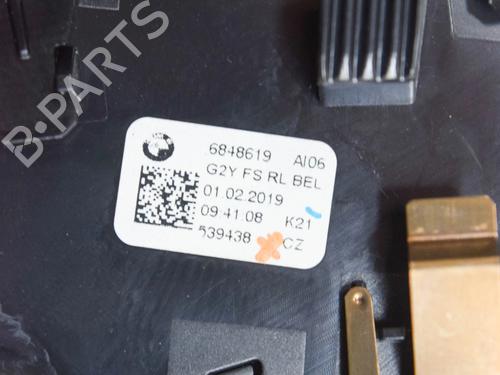 B-PARTS
6848619 AI06
G2Y FS RL BEL
01.02.2019
09:41:08 K21
539438 CZ